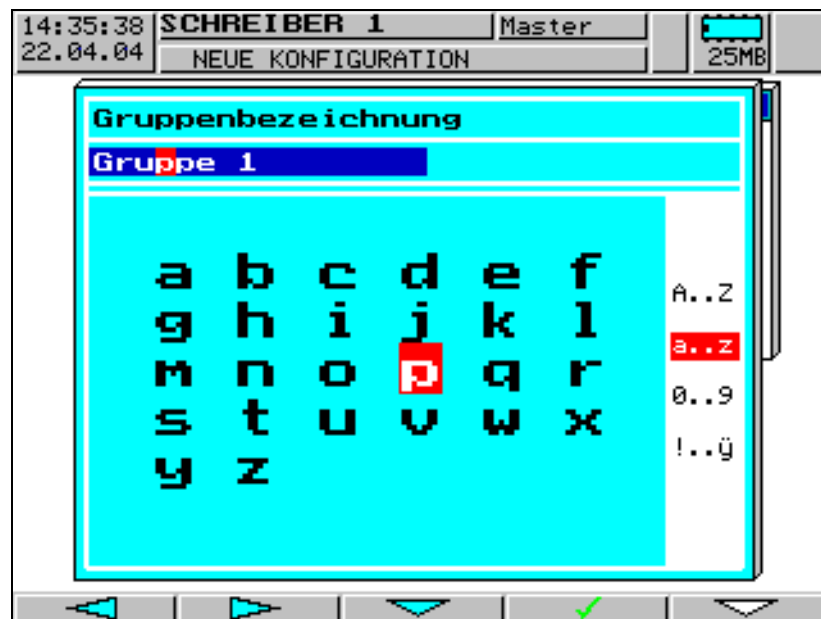 14:35:38 SCHREIBER 1 Master
22.04.04 NEUE KONFIGURATION 25MB
Gruppenbezeichnung
Gruppe 1
a b c d e f
g h i j k l
m n o p q r
s t u v w x
y z
A..Z
a..z
0..9
!..ÿ